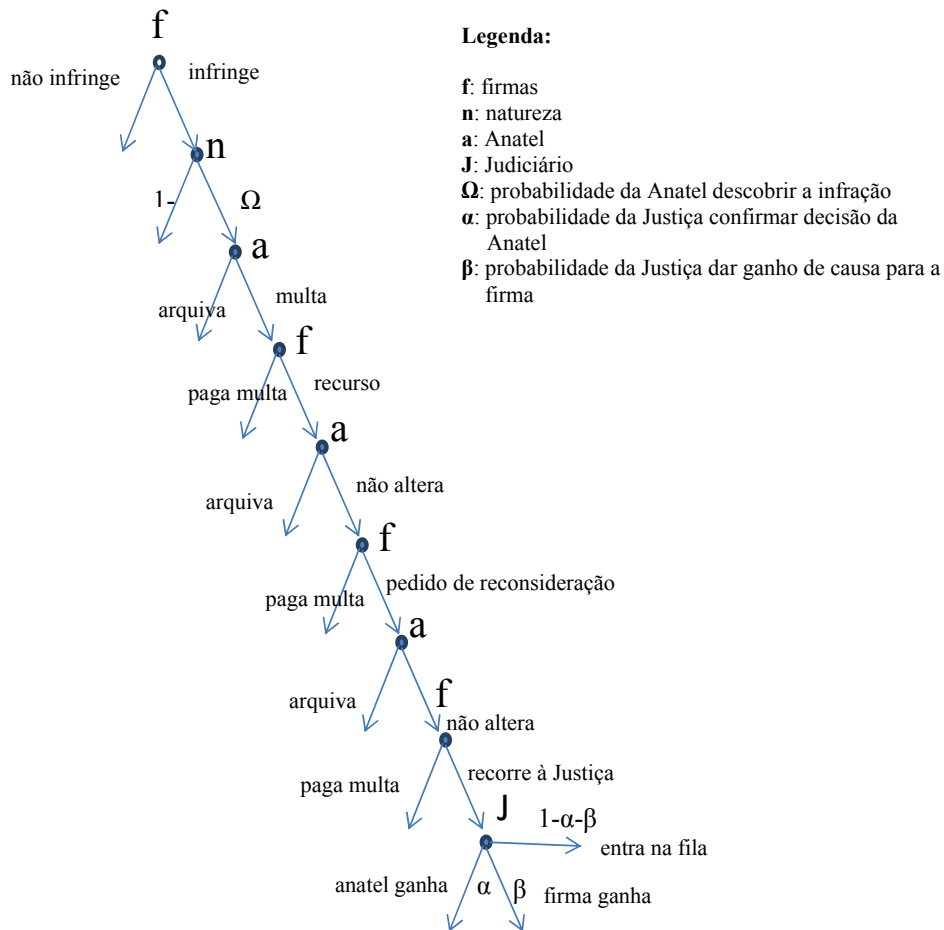 f
Legenda:
não infringe
infringe
f: firmas
n: natureza
a: Anatel
J: Judiciário
Ω: probabilidade da Anatel descobrir a infração
α: probabilidade da Justiça confirmar decisão da
Anatel
β: probabilidade da Justiça dar ganho de causa para a
firma
n
1-
Ω
a
arquiva
multa
f
paga multa
recurso
a
arquiva
não altera
f
paga multa
pedido de reconsideração
a
arquiva
f
não altera
paga multa
recorre à Justiça
J
1-α-β
entra na fila
anatel ganha
α
β
firma ganha